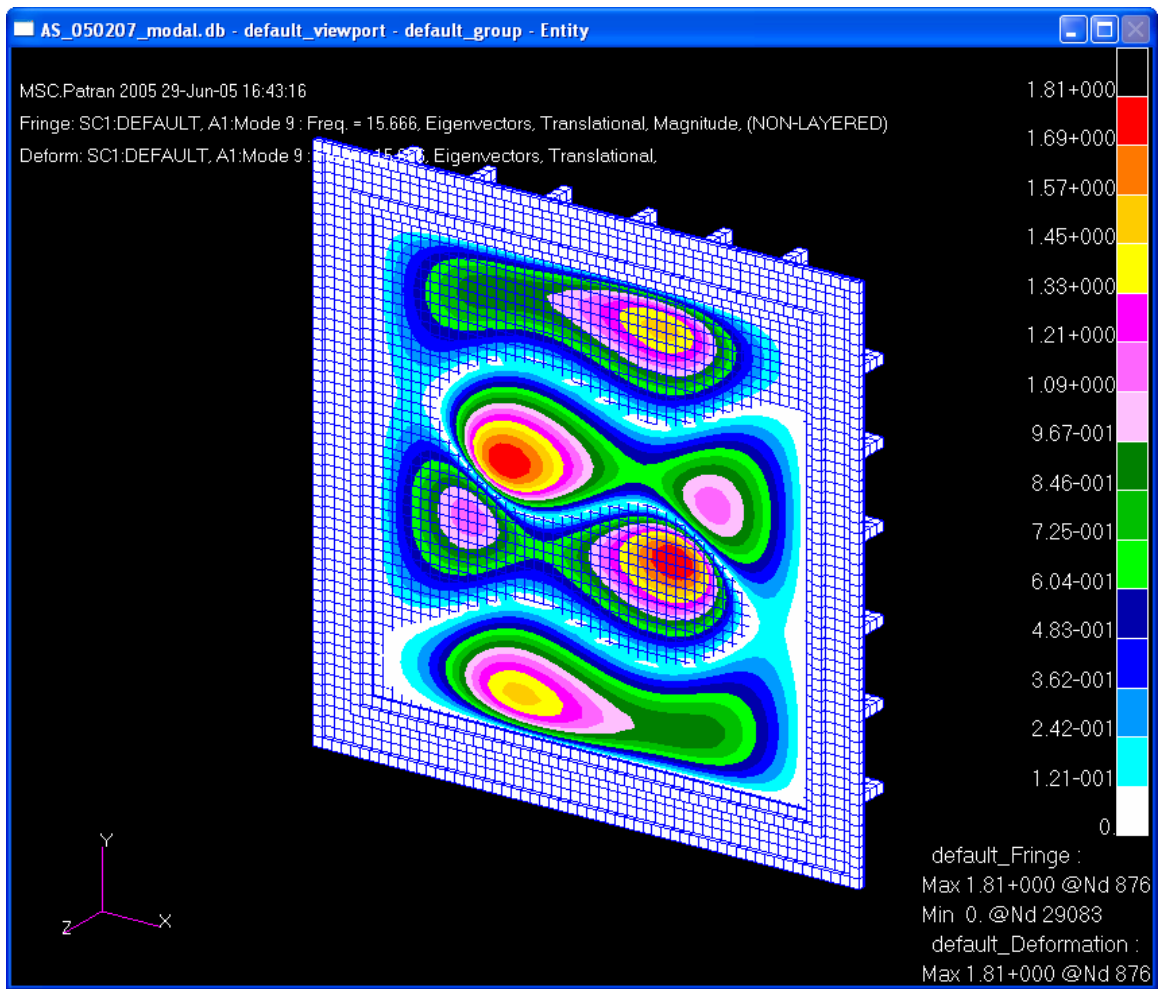 AS_050207_modal.db - default_viewport - default_group - Entity
MSC.Patran 2005 29-Jun-05 16:43:16
Fringe: SC1:DEFAULT, A1:Mode 9 : Freq. = 15.666, Eigenvectors, Translational, Magnitude, (NON-LAYERED)
Deform: SC1:DEFAULT, A1:Mode 9 : Eigenvectors, Translational,
1.81+000
1.69+000
1.57+000
1.45+000
1.33+000
1.21+000
1.09+000
9.67-001
8.46-001
7.25-001
6.04-001
4.83-001
3.62-001
2.42-001
1.21-001
0.
default_Fringe :
Max 1.81+000 @Nd 876
Min 0. @Nd 29083
default_Deformation :
Max 1.81+000 @Nd 876
Y
Z
X